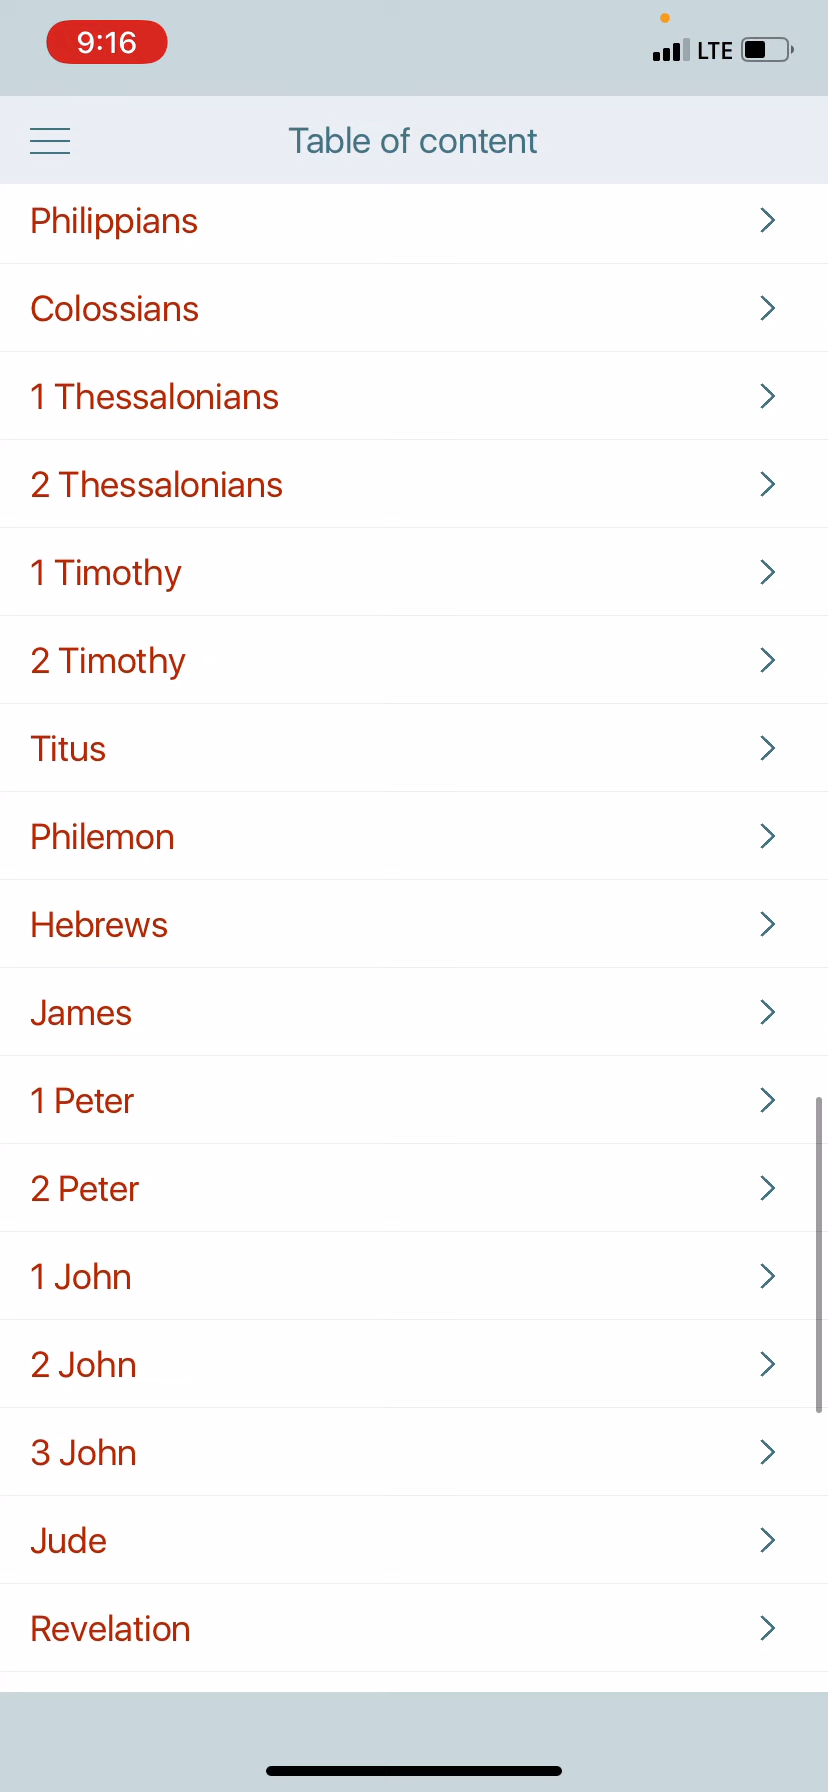 9:16
LTE
Table of content
Philippians
Colossians
1 Thessalonians
2 Thessalonians
1 Timothy
2 Timothy
Titus
Philemon
Hebrews
James
1 Peter
2 Peter
1 John
2 John
3 John
Jude
Revelation